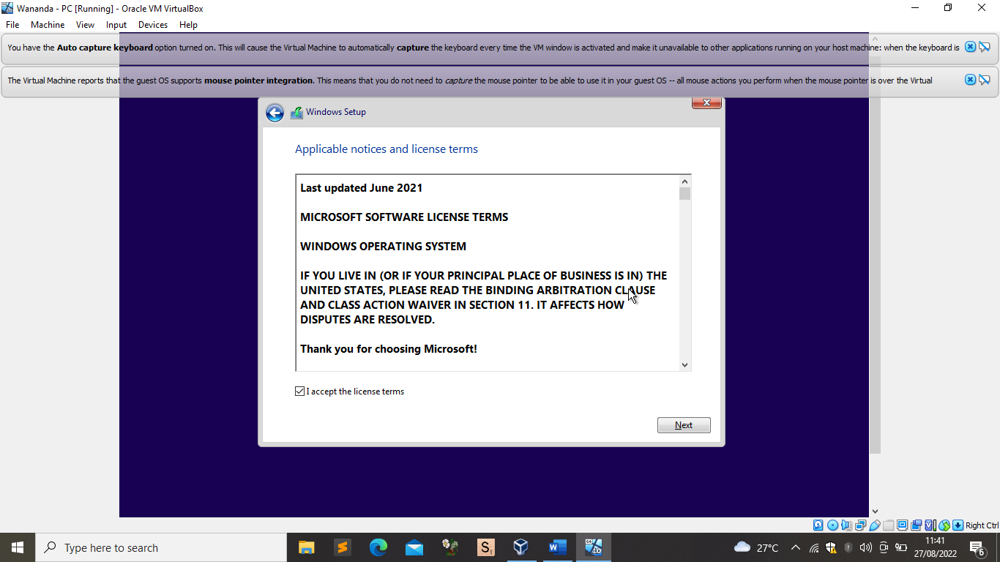 Wananda - PC [Running] - Oracle VM VirtualBox
File Machine View Input Devices Help
You have the Auto capture keyboard option turned on. This will cause the Virtual Machine to automatically capture the keyboard every time the VM window is activated and make it unavailable to other applications running on your host machine: when the keyboard is
The Virtual Machine reports that the guest OS supports mouse pointer integration. This means that you do not need to capture the mouse pointer to be able to use it in your guest OS -- all mouse actions you perform when the mouse pointer is over the Virtual
Windows Setup
Applicable notices and license terms
Last updated June 2021
MICROSOFT SOFTWARE LICENSE TERMS
WINDOWS OPERATING SYSTEM
IF YOU LIVE IN (OR IF YOUR PRINCIPAL PLACE OF BUSINESS IS IN) THE
UNITED STATES, PLEASE READ THE BINDING ARBITRATION CLAUSE
AND CLASS ACTION WAIVER IN SECTION 11. IT AFFECTS HOW
DISPUTES ARE RESOLVED.
Thank you for choosing Microsoft!
I accept the license terms
Next
Right Ctrl
Type here to search
27°C
11:41
27/08/2022
6